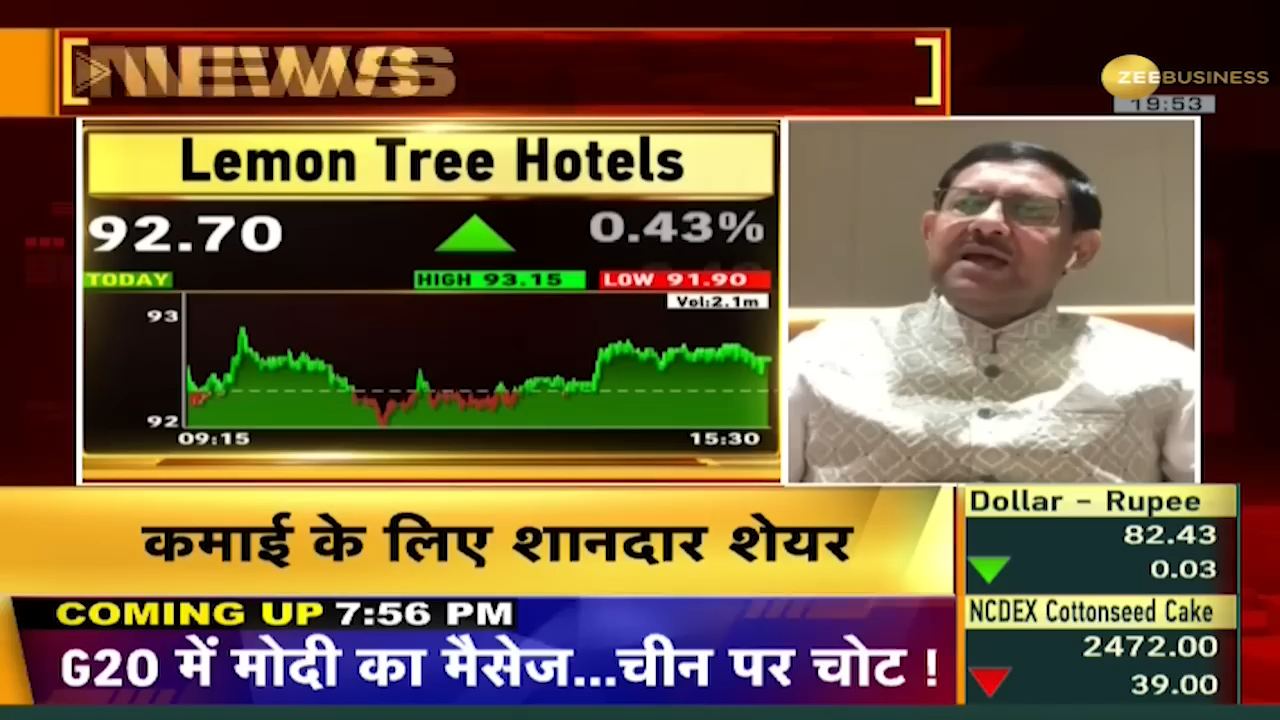 NEWS
ZEEBUSINESS
19:53
Lemon Tree Hotels
92.70 0.43%
TODAY HIGH 93.15 LOW 91.90
Vol:2.1m
93
92
09:15 15:30
कमाई के लिए शानदार शेयर
COMING UP 7:56 PM
G20 में मोदी का मैसेज...चीन पर चोट !
Dollar - Rupee
82.43
0.03
NCDEX Cottonseed Cake
2472.00
39.00